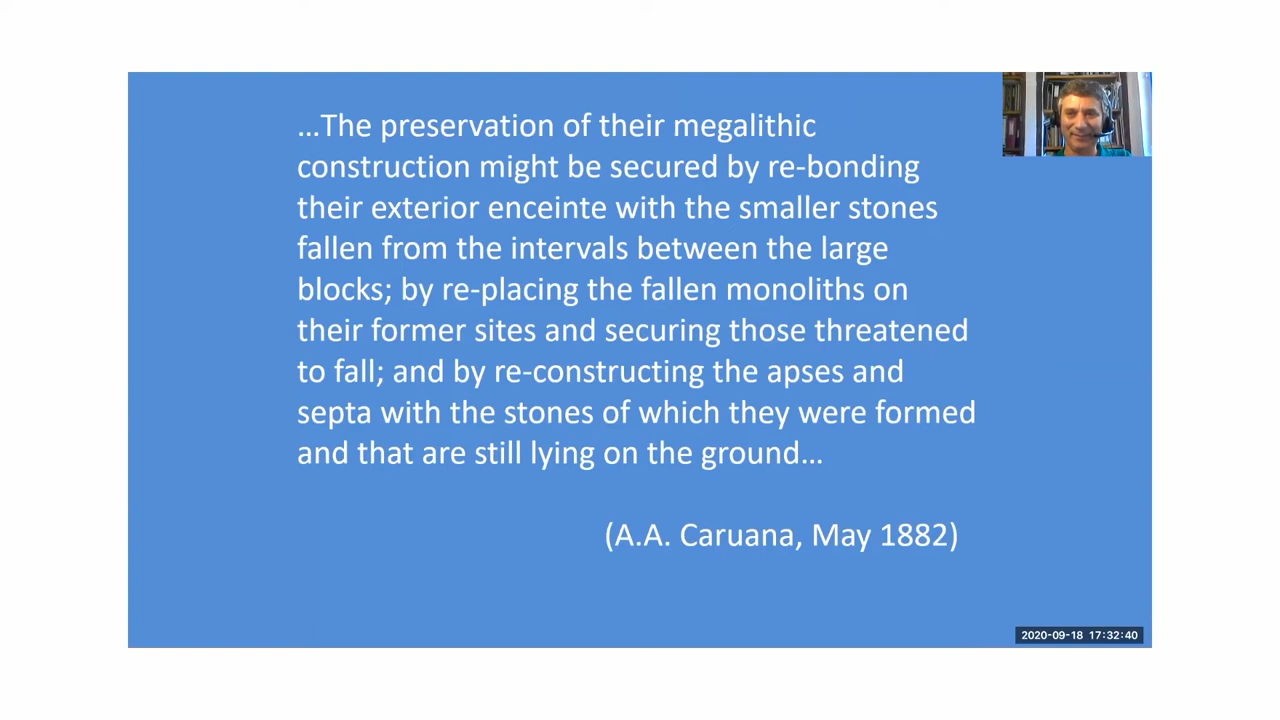 …The preservation of their megalithic
construction might be secured by re-bonding
their exterior enceinte with the smaller stones
fallen from the intervals between the large
blocks; by re-placing the fallen monoliths on
their former sites and securing those threatened
to fall; and by re-constructing the apses and
septa with the stones of which they were formed
and that are still lying on the ground…
(A.A. Caruana, May 1882)
2020-09-18 17:32:40